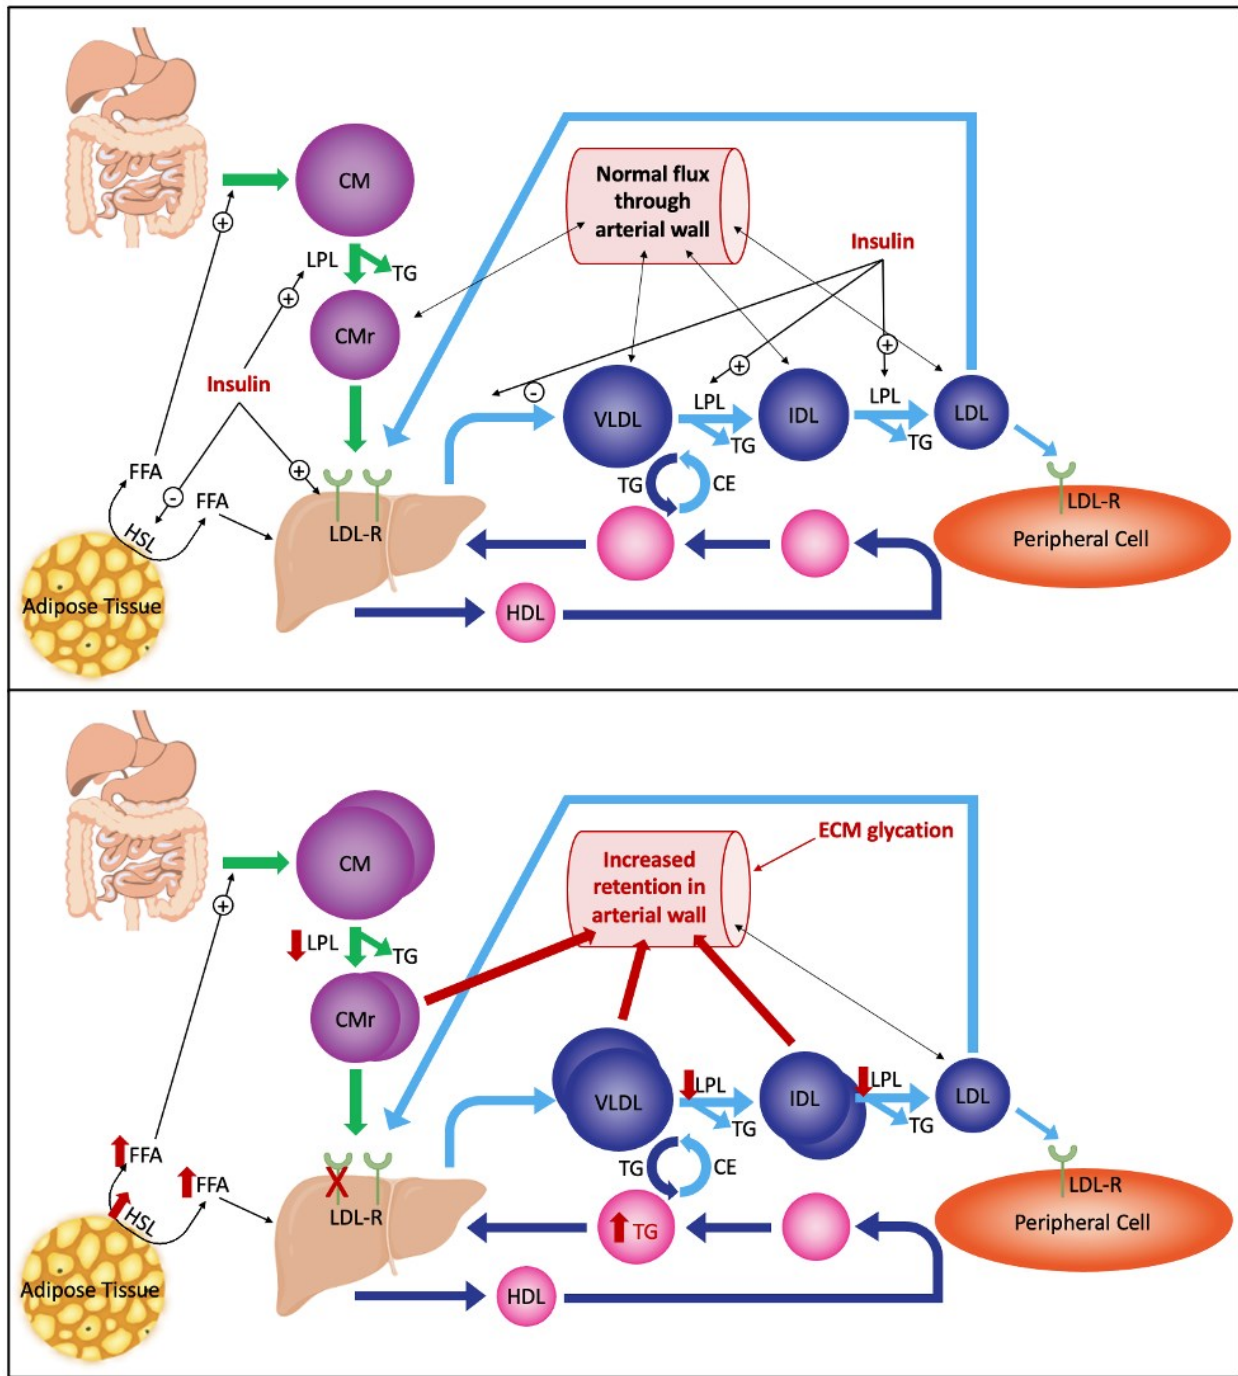 CM
Normal flux
through
arterial wall
Insulin
LPL
TG
CMr
Insulin
LPL
LPL
VLDL
IDL
LDL
TG
TG
FFA
FFA
TG
CE
HSL
LDL-R
LDL-R
Peripheral Cell
Adipose Tissue
HDL
+
+
-
+
-
+
+
ECM glycation
CM
Increased
retention in
arterial wall
LPL
TG
CMr
LPL
LPL
VLDL
IDL
LDL
TG
TG
FFA
FFA
TG
CE
HSL
LDL-R
X
LDL-R
TG
Peripheral Cell
Adipose Tissue
HDL
+